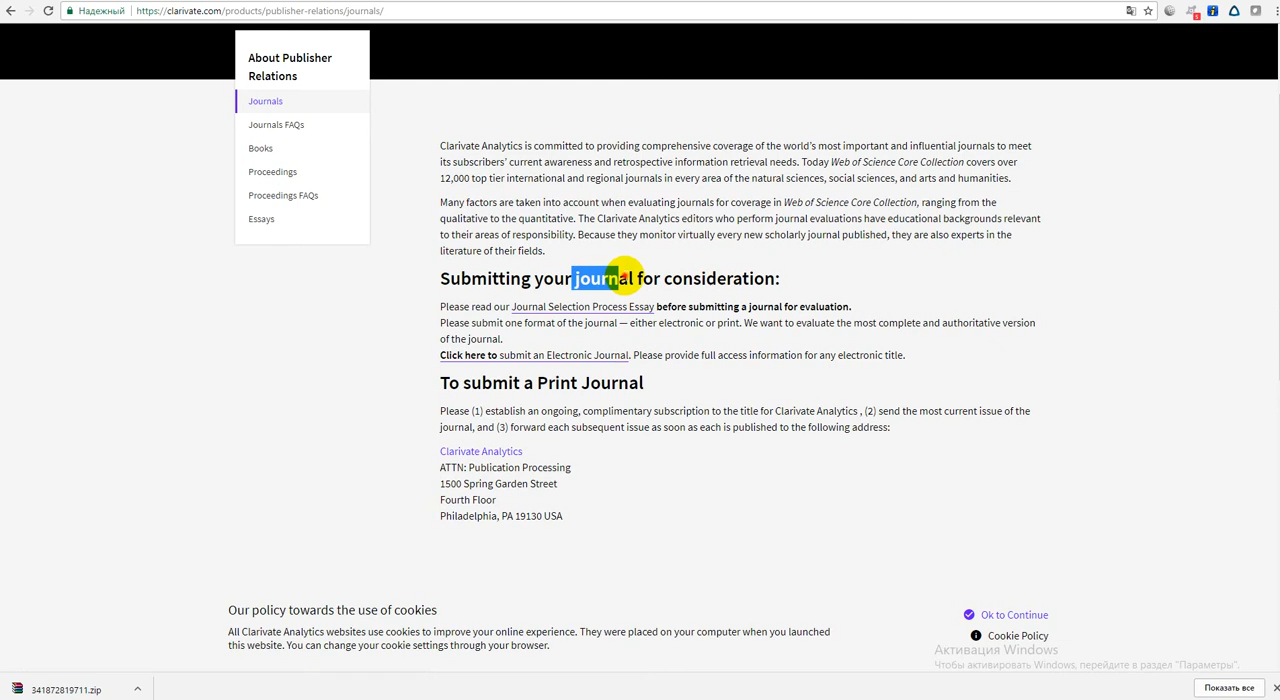 Надежный https://clarivate.com/products/publisher-relations/journals/
About Publisher
Relations
Journals
Journals FAQs
Books
Proceedings
Proceedings FAQs
Essays
Clarivate Analytics is committed to providing comprehensive coverage of the world's most important and influential journals to meet
its subscribers' current awareness and retrospective information retrieval needs. Today Web of Science Core Collection covers over
12,000 top tier international and regional journals in every area of the natural sciences, social sciences, and arts and humanities.
Many factors are taken into account when evaluating journals for coverage in Web of Science Core Collection, ranging from the
qualitative to the quantitative. The Clarivate Analytics editors who perform journal evaluations have educational backgrounds relevant
to their areas of responsibility. Because they monitor virtually every new scholarly journal published, they are also experts in the
literature of their fields.
Submitting your journal for consideration:
Please read our Journal Selection Process Essay before submitting a journal for evaluation.
Please submit one format of the journal — either electronic or print. We want to evaluate the most complete and authoritative version
of the journal.
Click here to submit an Electronic Journal. Please provide full access information for any electronic title.
To submit a Print Journal
Please (1) establish an ongoing, complimentary subscription to the title for Clarivate Analytics , (2) send the most current issue of the
journal, and (3) forward each subsequent issue as soon as each is published to the following address:
Clarivate Analytics
ATTN: Publication Processing
1500 Spring Garden Street
Fourth Floor
Philadelphia, PA 19130 USA
Our policy towards the use of cookies
All Clarivate Analytics websites use cookies to improve your online experience. They were placed on your computer when you launched
this website. You can change your cookie settings through your browser.
Ok to Continue
Cookie Policy
Активация Windows
Чтобы активировать Windows, перейдите в раздел "Параметры".
341872819711.zip
Показать все